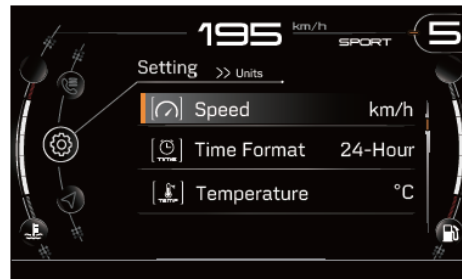 195 km/h
SPORT 5
Setting >> Units
Speed km/h
TIME Time Format 24-Hour
TEMP Temperature °C